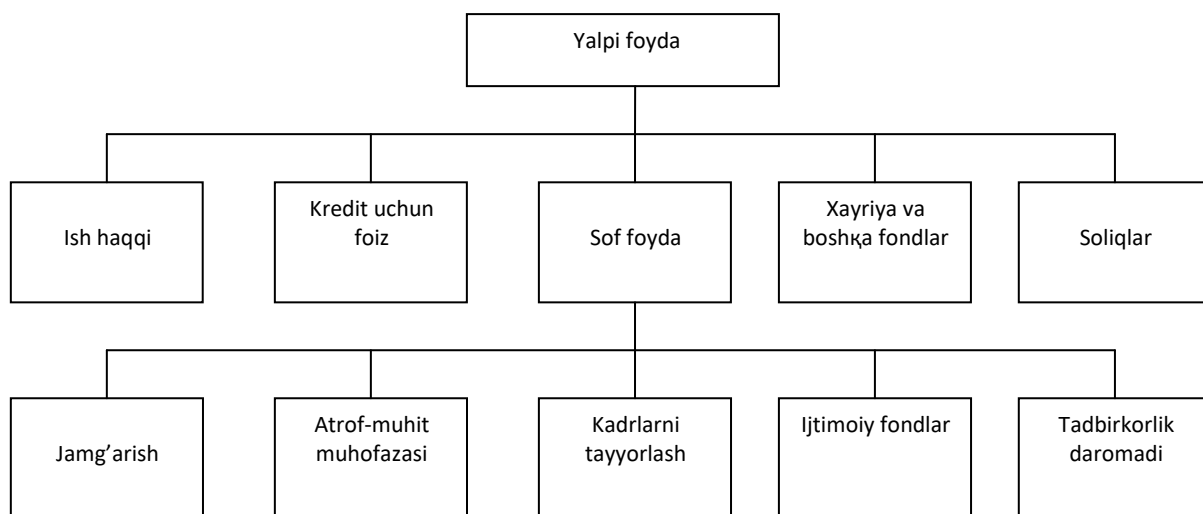 Yalpi foyda
Ish haqqi
Kredit uchun
foiz
Sof foyda
Xayriya va
boshқa fondlar
Soliqlar
Jamg’arish
Atrof-muhit
muhofazasi
Kadrlarni
tayyorlash
Ijtimoiy fondlar
Tadbirkorlik
daromadi